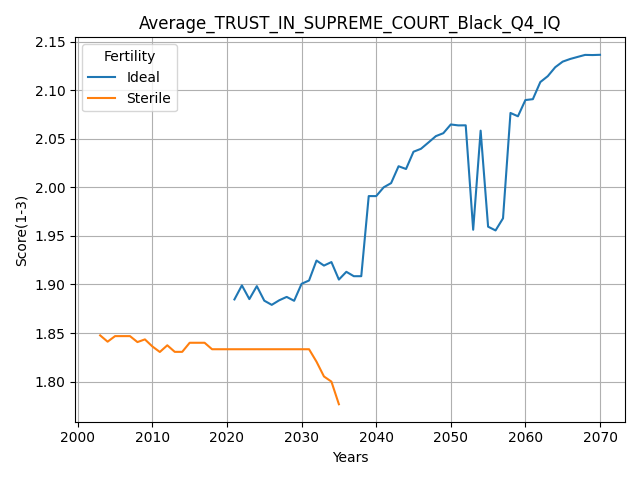 Average_TRUST_IN_SUPREME_COURT_Black_Q4_IQ
Fertility
Ideal
Sterile
Score(1-3)
2.15
2.10
2.05
2.00
1.95
1.90
1.85
1.80
2000 2010 2020 2030 2040 2050 2060 2070
Years